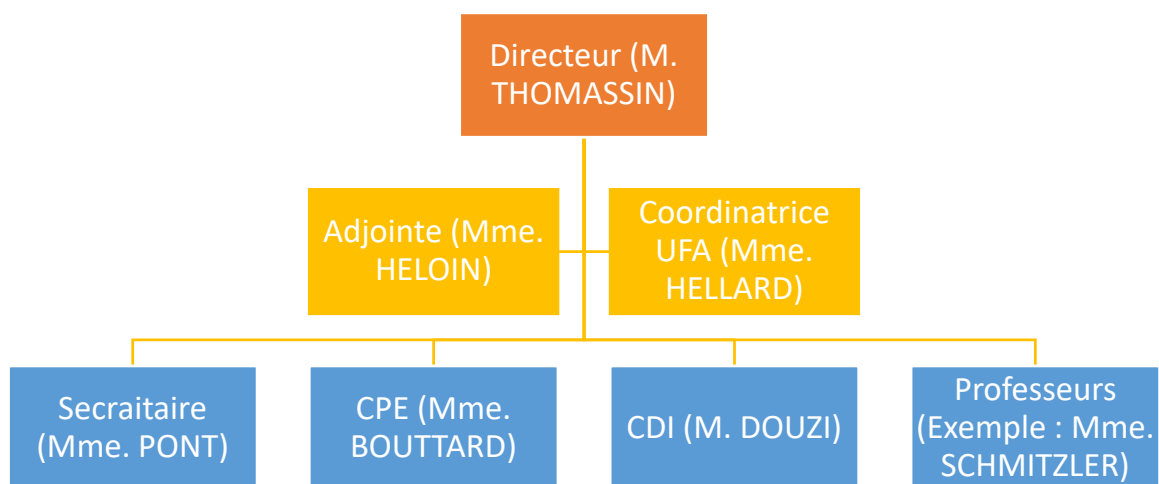 Directeur (M.
THOMASSIN)
Adjointe (Mme.
HELOIN)
Coordinatrice
UFA (Mme.
HELLARD)
Secraitaire
(Mme. PONT)
CPE (Mme.
BOUTTARD)
CDI (M. DOUZI)
Professeurs
(Exemple : Mme.
SCHMITZLER)